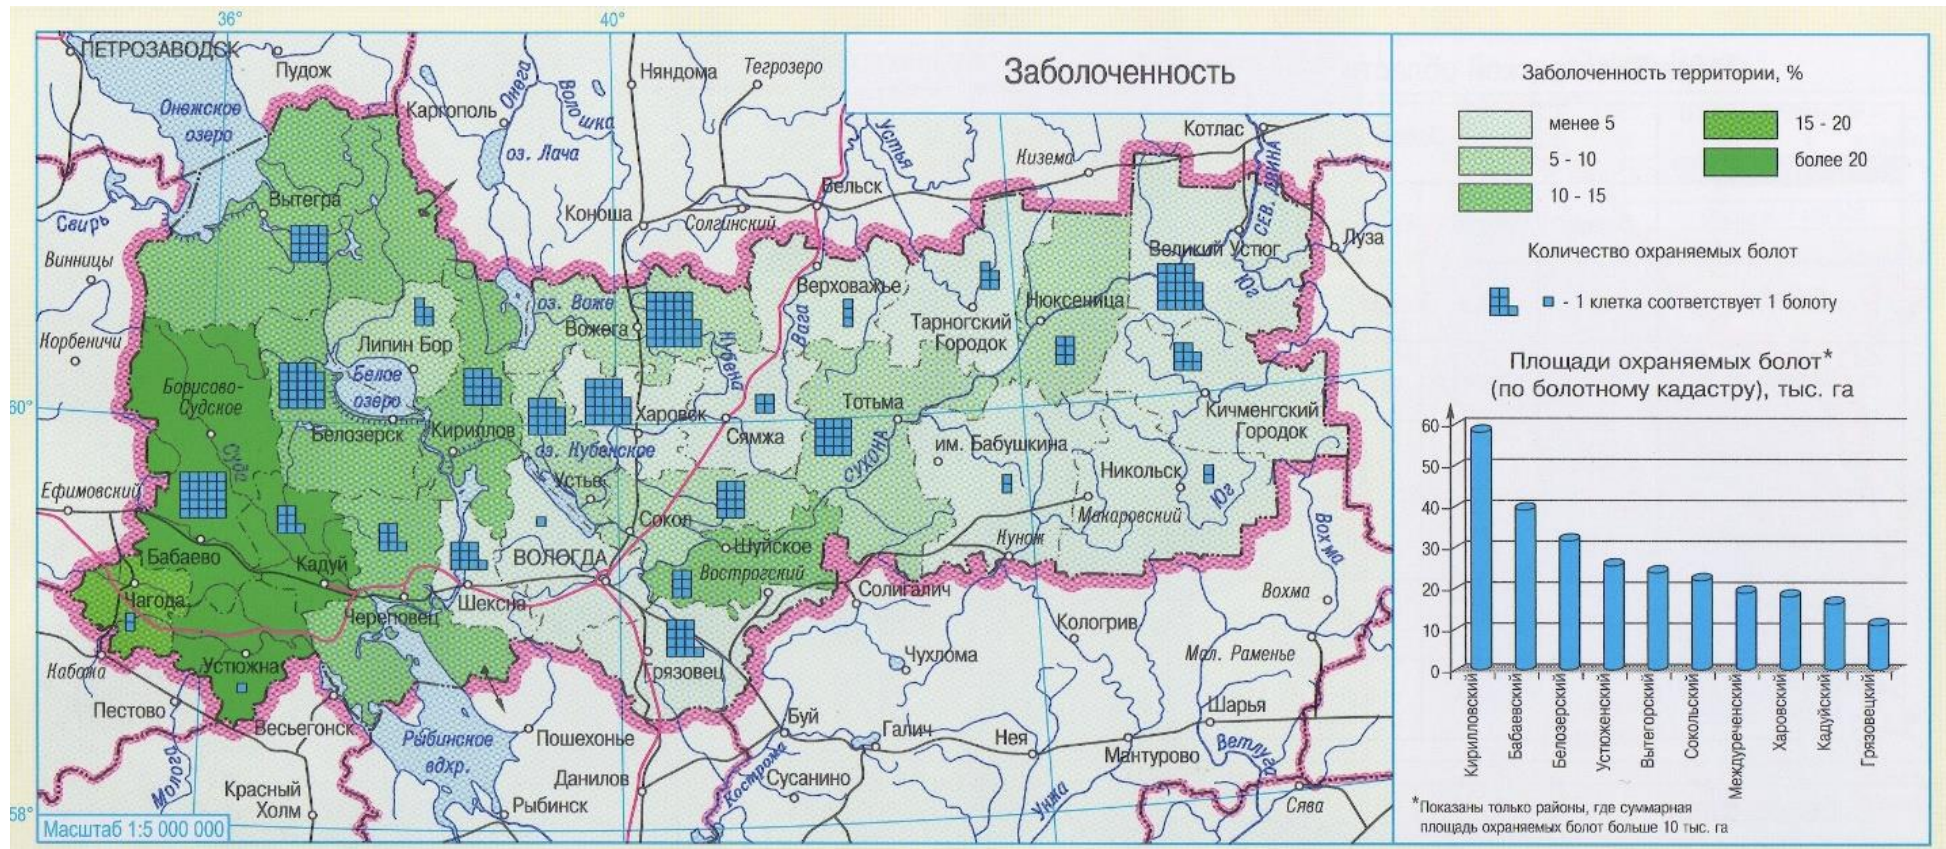 36°
40°
ПЕТРОЗАВОДСК
Пудож
Онежское
озеро
Каргополь
Онега
Волошка
оз. Лача
Няндома
Тегрозеро
Заболоченность
Устья
Кизема
Котлас
СЕВ. ДВИНА
Свирь
Вытегра
Коноша
Солгинский
Вельск
Луза
Винницы
Великий Устюг
Юг
оз. Воже
Вожега
Верховажье
Вага
Кубена
Нюксеница
Тарногский
Городок
Корбеничи
Липин Бор
Белое
озеро
Борисово-
Судское
60°
Белозерск
Кириллов
Харовск
Сямжа
Тотьма
Кичменгский
Городок
Суда
оз. Кубенское
Устье
СУХОНА
им. Бабушкина
Никольск
Юг
Ефимовский
Сокол
Макаровский
Бабаево
Кадуй
ВОЛОГДА
Шуйское
Вострогский
Кунож
Вохма
Чагода
Череповец
Шексна
Солигалич
Вохма
Кологрив
Кабожа
Устюжна
Грязовец
Чухлома
Мал. Раменье
Пестово
Весьегонск
Рыбинское
вдхр.
Пошехонье
Буй
Галич
Нея
Шарья
Мантурово
Ветлуга
Молога
Красный
Холм
Данилов
Кострома
Сусанино
Унжа
Рыбинск
Сява
58°
Масштаб 1:5 000 000
Заболоченность территории, %
менее 5
15 - 20
5 - 10
более 20
10 - 15
Количество охраняемых болот
- 1 клетка соответствует 1 болоту
Площади охраняемых болот*
(по болотному кадастру), тыс. га
60
50
40
30
20
10
0
Кирилловский
Бабаевский
Белозерский
Устюженский
Вытегорский
Сокольский
Междуреченский
Харовский
Кадуйский
Грязовецкий
*Показаны только районы, где суммарная
площадь охраняемых болот больше 10 тыс. га